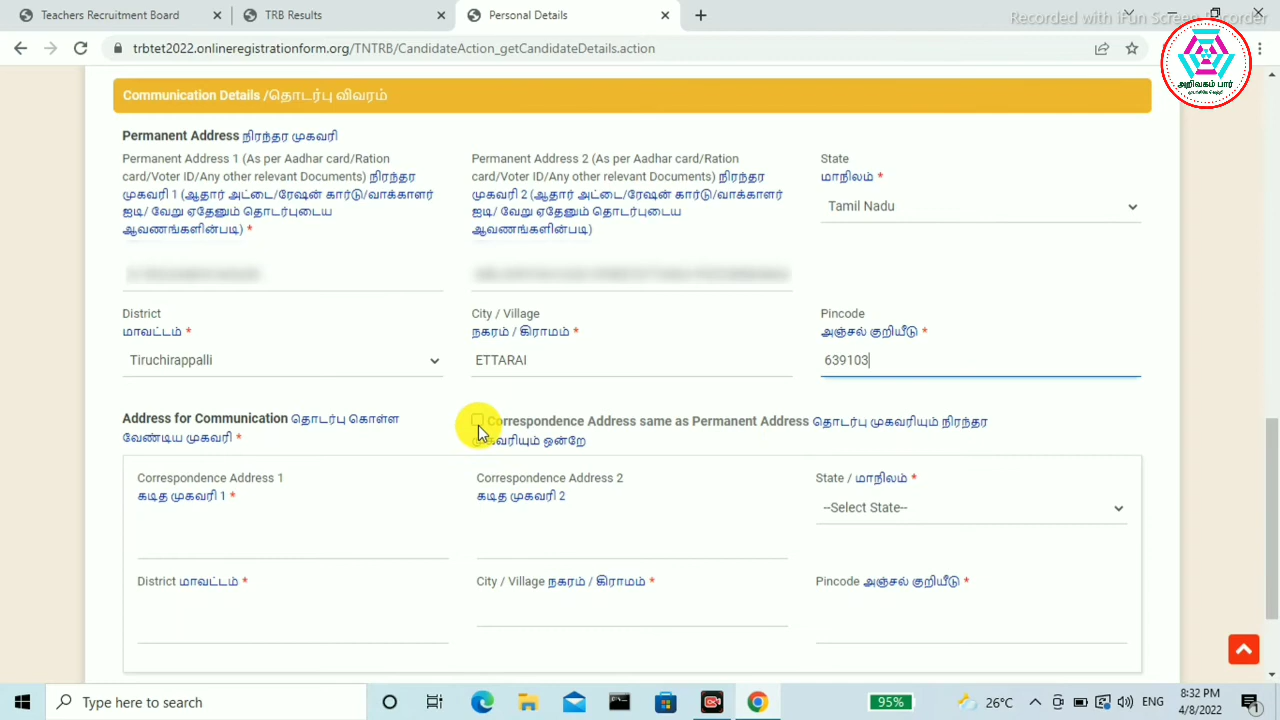 Teachers Recruitment Board
TRB Results
Personal Details
Recorded with iFun Screen Recorder
trbtet2022.onlineregistrationform.org/TNTRB/CandidateAction_getCandidateDetails.action
அறிவகம் பார்
Communication Details /தொடர்பு விவரம்
Permanent Address நிரந்தர முகவரி
Permanent Address 1 (As per Aadhar card/Ration
card/Voter ID/Any other relevant Documents) நிரந்தர
முகவரி 1 (ஆதார் அட்டை/ரேஷன் கார்டு/வாக்காளர்
ஐடி/ வேறு ஏதேனும் தொடர்புடைய
ஆவணங்களின்படி) *
Permanent Address 2 (As per Aadhar card/Ration
card/Voter ID/Any other relevant Documents) நிரந்தர
முகவரி 2 (ஆதார் அட்டை/ரேஷன் கார்டு/வாக்காளர்
ஐடி/ வேறு ஏதேனும் தொடர்புடைய
ஆவணங்களின்படி)
State
மாநிலம் *
Tamil Nadu
District
மாவட்டம் *
Tiruchirappalli
City / Village
நகரம் / கிராமம் *
ETTARAI
Pincode
அஞ்சல் குறியீடு *
639103
Address for Communication தொடர்பு கொள்ள
வேண்டிய முகவரி *
Correspondence Address same as Permanent Address தொடர்பு முகவரியும் நிரந்தர
முகவரியும் ஒன்றே
Correspondence Address 1
கடித முகவரி 1 *
Correspondence Address 2
கடித முகவரி 2
State / மாநிலம் *
--Select State--
District மாவட்டம் *
City / Village நகரம் / கிராமம் *
Pincode அஞ்சல் குறியீடு *
Type here to search
95%
26°C
ENG
8:32 PM
4/8/2022
1